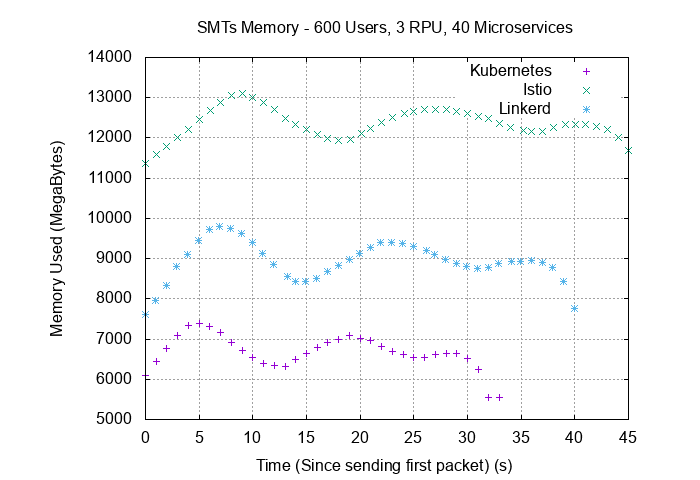 SMTs Memory - 600 Users, 3 RPU, 40 Microservices
14000
13000
12000
11000
10000
9000
8000
7000
6000
5000
Memory Used (MegaBytes)
Kubernetes
Istio
Linkerd
0 5 10 15 20 25 30 35 40 45
Time (Since sending first packet) (s)